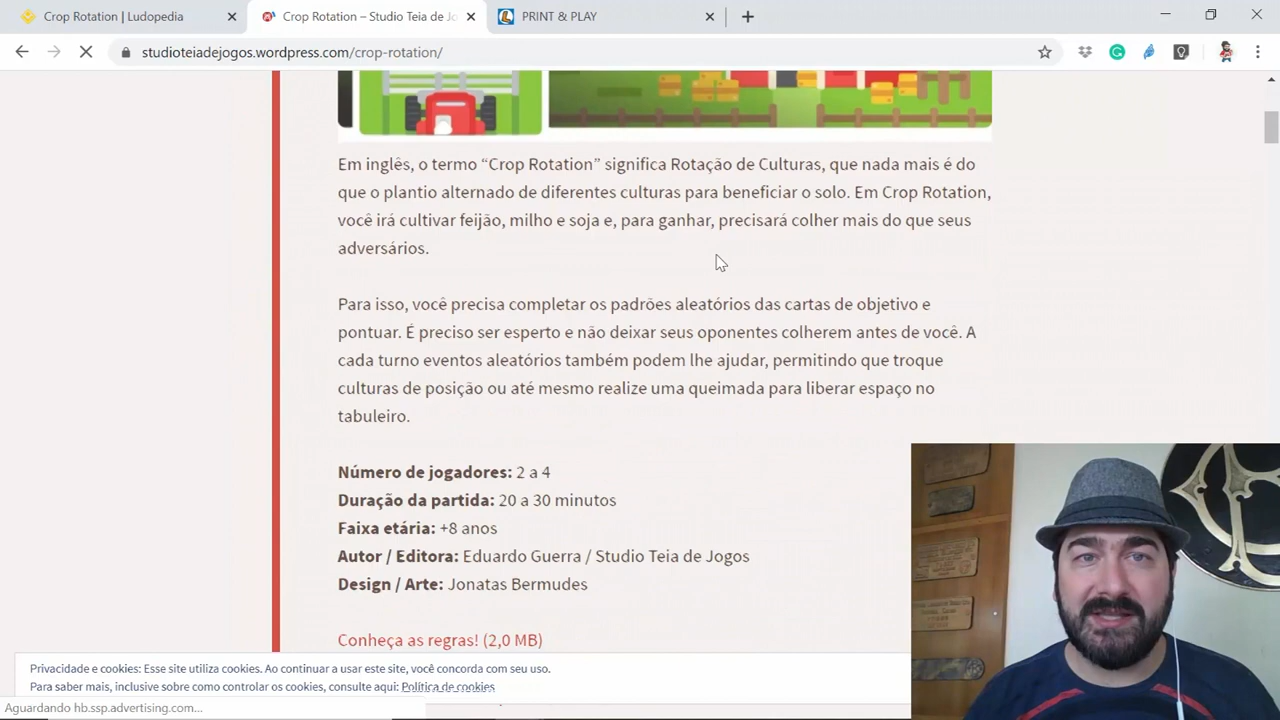 Crop Rotation | Ludopedia
Crop Rotation – Studio Teia de Jo
PRINT & PLAY
studioteiadejogos.wordpress.com/crop-rotation/
Em inglês, o termo “Crop Rotation” significa Rotação de Culturas, que nada mais é do
que o plantio alternado de diferentes culturas para beneficiar o solo. Em Crop Rotation,
você irá cultivar feijão, milho e soja e, para ganhar, precisará colher mais do que seus
adversários.
Para isso, você precisa completar os padrões aleatórios das cartas de objetivo e
pontuar. É preciso ser esperto e não deixar seus oponentes colherem antes de você. A
cada turno eventos aleatórios também podem lhe ajudar, permitindo que troque
culturas de posição ou até mesmo realize uma queimada para liberar espaço no
tabuleiro.
Número de jogadores: 2 a 4
Duração da partida: 20 a 30 minutos
Faixa etária: +8 anos
Autor / Editora: Eduardo Guerra / Studio Teia de Jogos
Design / Arte: Jonatas Bermudes
Conheça as regras! (2,0 MB)
Privacidade e cookies: Esse site utiliza cookies. Ao continuar a usar este site, você concorda com seu uso.
Para saber mais, inclusive sobre como controlar os cookies, consulte aqui: Política de cookies
Aguardando hb.ssp.advertising.com...